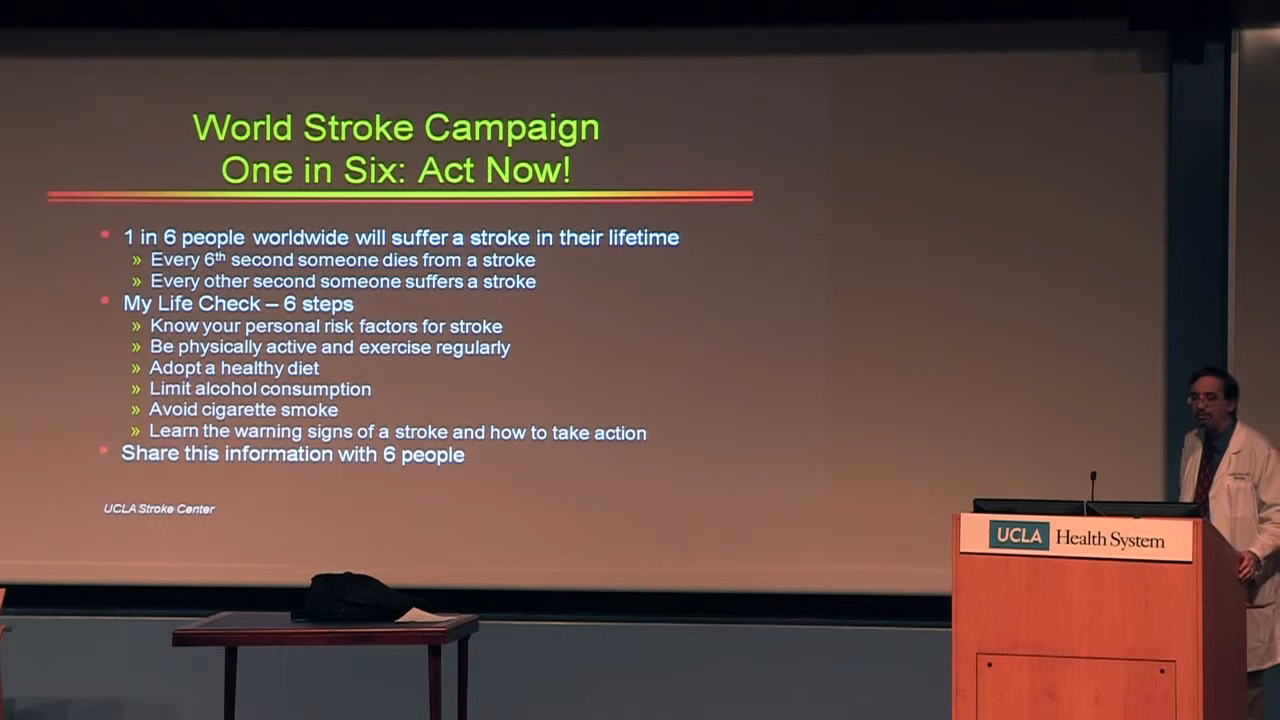 World Stroke Campaign
One in Six: Act Now!
• 1 in 6 people worldwide will suffer a stroke in their lifetime
» Every 6th second someone dies from a stroke
» Every other second someone suffers a stroke
• My Life Check – 6 steps
» Know your personal risk factors for stroke
» Be physically active and exercise regularly
» Adopt a healthy diet
» Limit alcohol consumption
» Avoid cigarette smoke
» Learn the warning signs of a stroke and how to take action
• Share this information with 6 people
UCLA Stroke Center
UCLA Health System